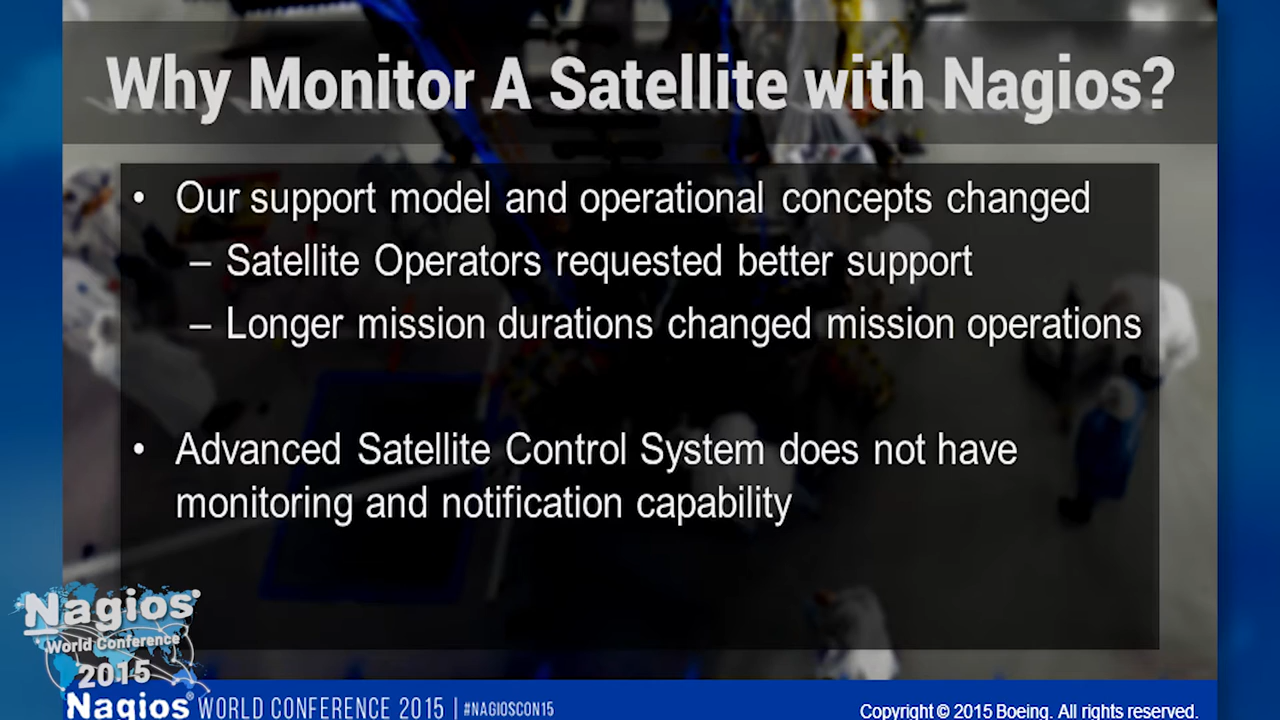 Why Monitor A Satellite with Nagios?
• Our support model and operational concepts changed
– Satellite Operators requested better support
– Longer mission durations changed mission operations
• Advanced Satellite Control System does not have
monitoring and notification capability
Nagios®
World Conference
2015
Nagios® WORLD CONFERENCE 2015 | #NAGIOSCON15
Copyright © 2015 Boeing. All rights reserved.